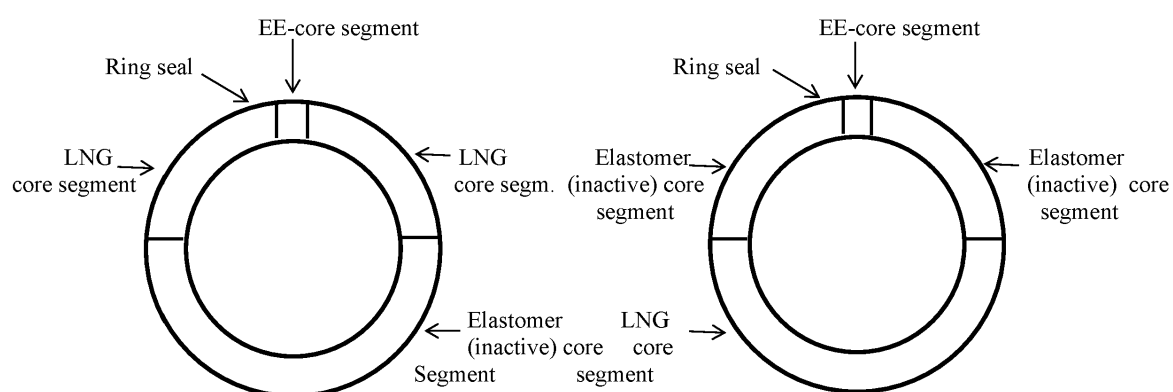 EE-core segment
Ring seal
LNG
core segment
LNG
core segm.
Elastomer
(inactive) core
Segment
EE-core segment
Ring seal
Elastomer
(inactive) core
segment
Elastomer
(inactive) core
segment
LNG
core
segment